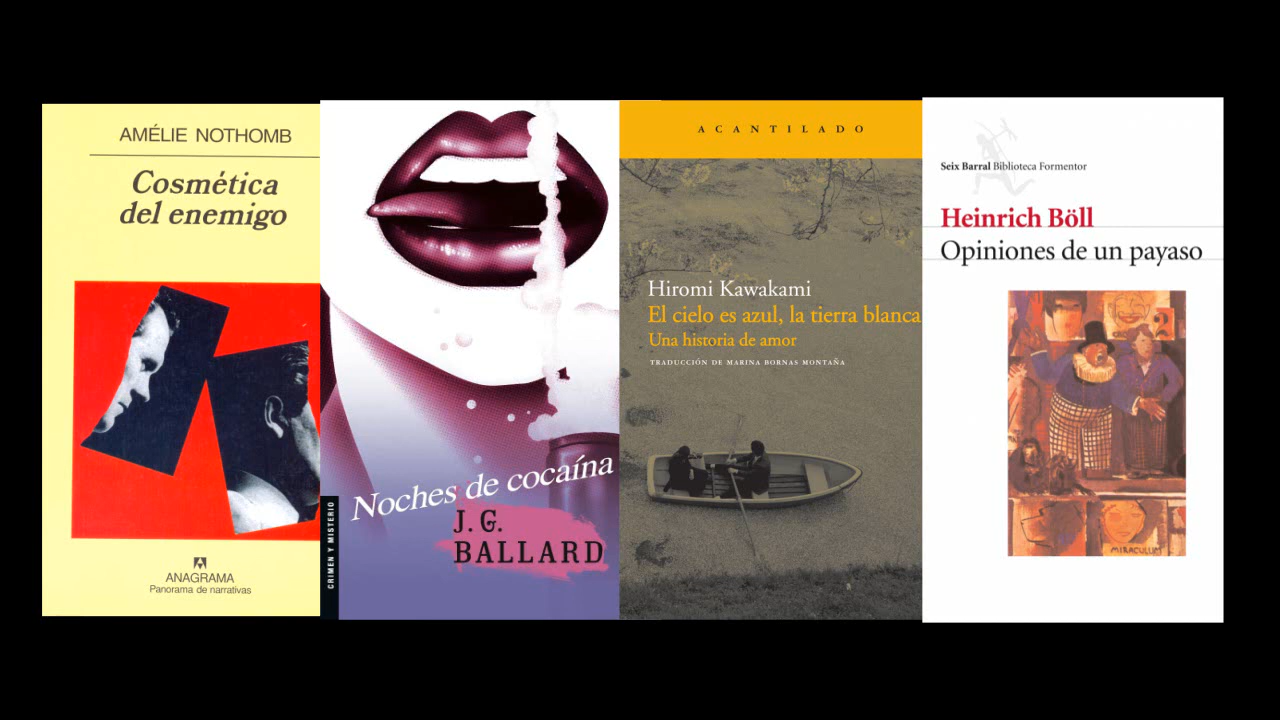 AMÉLIE NOTHOMB
Cosmética
del enemigo
ANAGRAMA
Panorama de narrativas
Noches de cocaína
J. G.
BALLARD
CRIMEN Y MISTERIO
ACANTILADO
Hiromi Kawakami
El cielo es azul, la tierra blanca
Una historia de amor
TRADUCCIÓN DE MARINA BORNAS MONTAÑA
Seix Barral Biblioteca Formentor
Heinrich Böll
Opiniones de un payaso
MIRACULUM